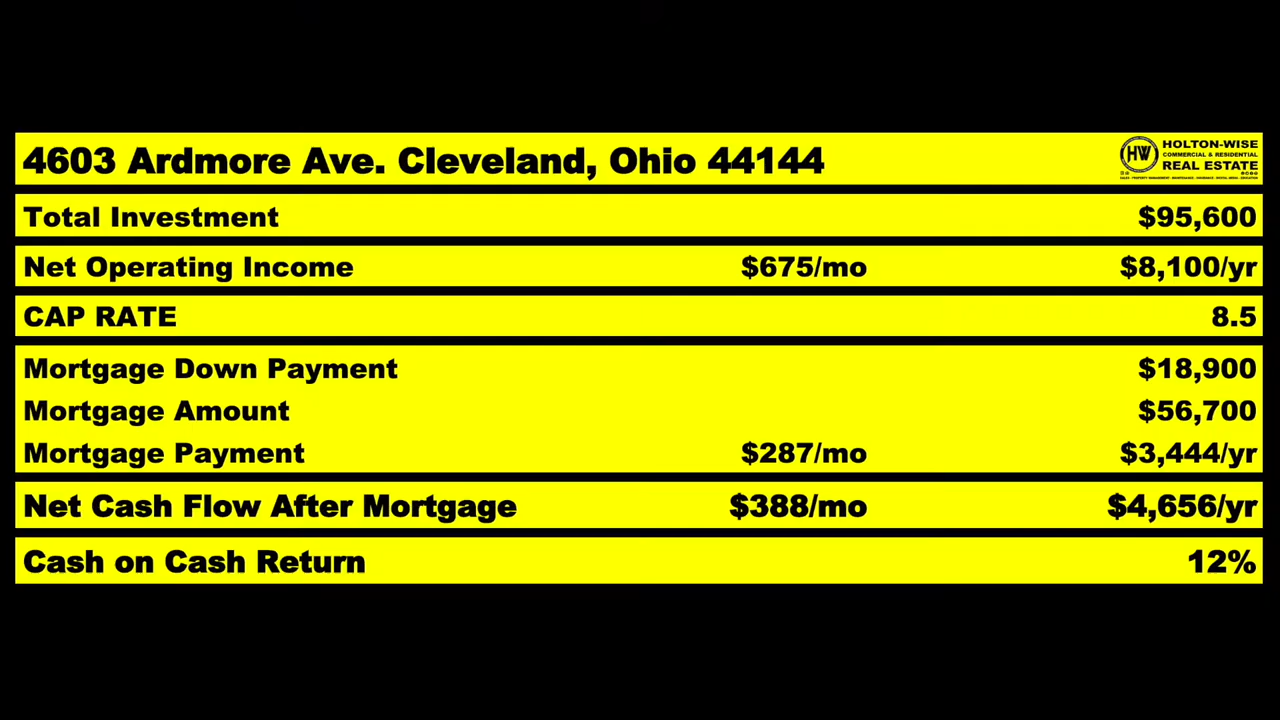 4603 Ardmore Ave. Cleveland, Ohio 44144
HW
HOLTON-WISE
COMMERCIAL & RESIDENTIAL
REAL ESTATE
Total Investment $95,600
Net Operating Income $675/mo $8,100/yr
CAP RATE 8.5
Mortgage Down Payment $18,900
Mortgage Amount $56,700
Mortgage Payment $287/mo $3,444/yr
Net Cash Flow After Mortgage $388/mo $4,656/yr
Cash on Cash Return 12%